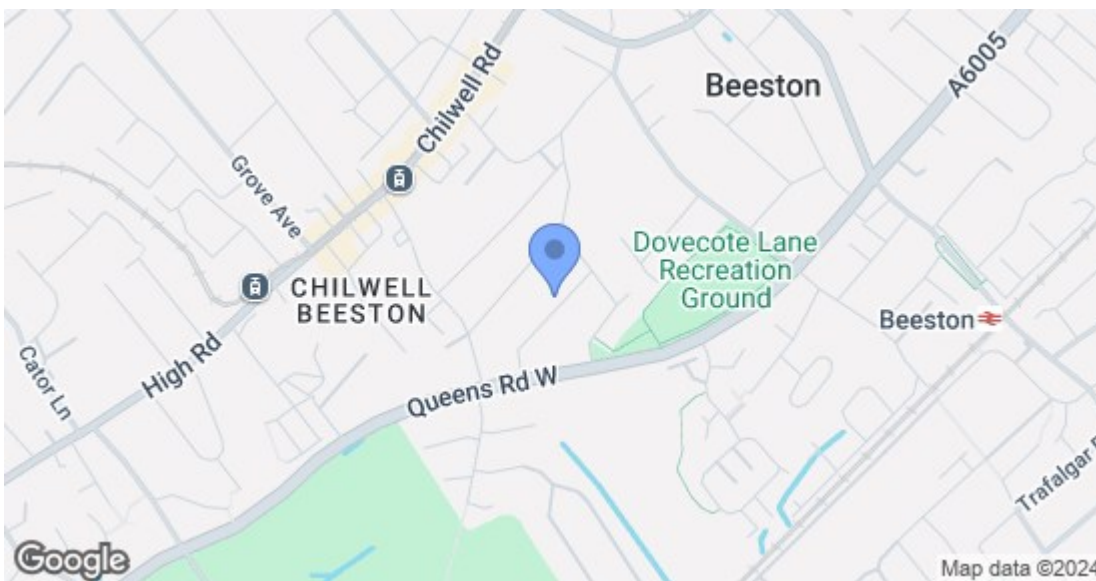 Chilwell Rd
Beeston
A6005
Grove Ave
Dovecote Lane
Recreation
Ground
CHILWELL
BEESTON
Beeston
High Rd
Cator Ln
Queens Rd W
Trafalgar
Google
Map data ©2024